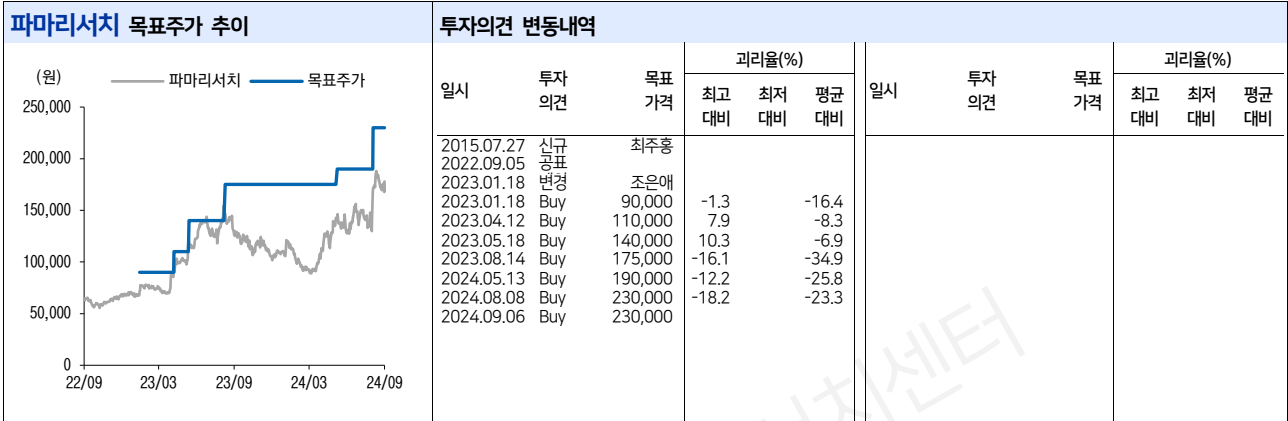 파마리서치 목표주가 추이
(원)
파마리서치
목표주가
250,000
200,000
150,000
100,000
50,000
0
22/09
23/03
23/09
24/03
24/09
투자의견 변동내역
괴리율(%)
일시
투자
의견
목표
가격
최고
대비
최저
대비
평균
대비
2015.07.27 신규 최주홍
2022.09.05 공표
2023.01.18 변경 조은애
2023.01.18 Buy 90,000 -1.3 -16.4
2023.04.12 Buy 110,000 7.9 -8.3
2023.05.18 Buy 140,000 10.3 -6.9
2023.08.14 Buy 175,000 -16.1 -34.9
2024.05.13 Buy 190,000 -12.2 -25.8
2024.08.08 Buy 230,000 -18.2 -23.3
2024.09.06 Buy 230,000
괴리율(%)
일시
투자
의견
목표
가격
최고
대비
최저
대비
평균
대비
치센터